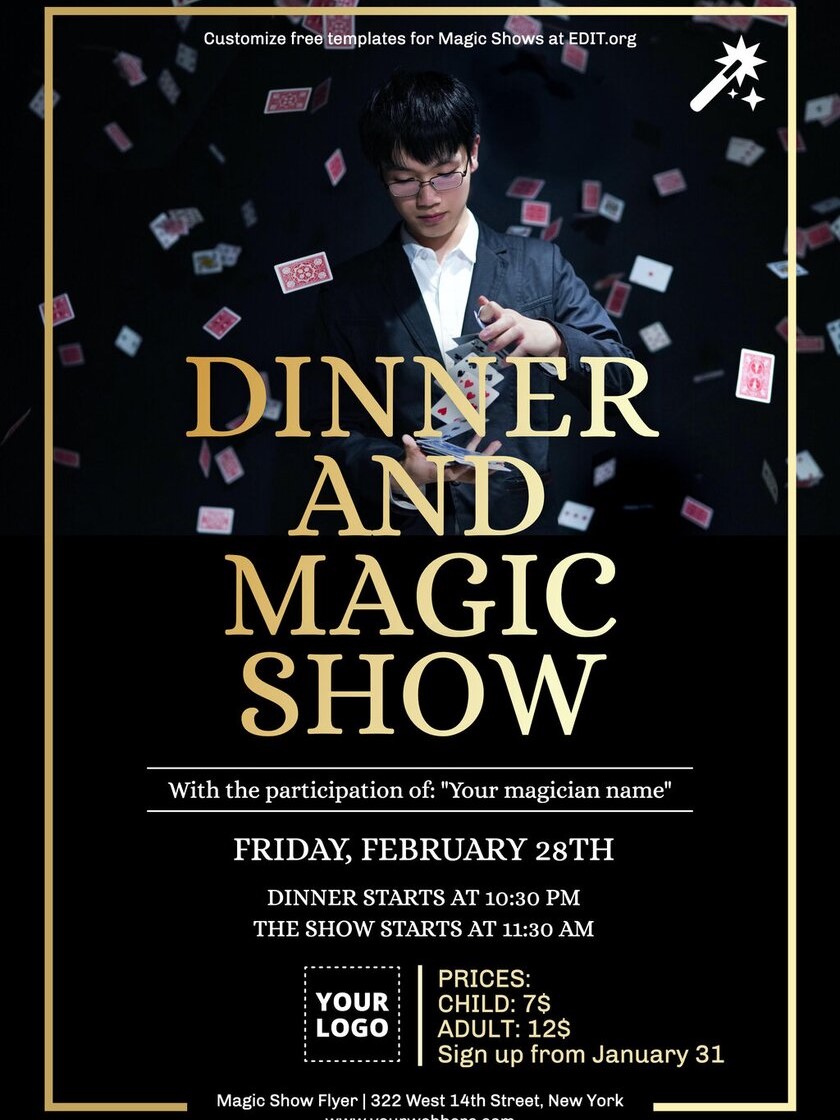 Customize free templates for Magic Shows at EDIT.org
DINNER
AND
MAGIC
SHOW
With the participation of: "Your magician name"
FRIDAY, FEBRUARY 28TH
DINNER STARTS AT 10:30 PM
THE SHOW STARTS AT 11:30 AM
YOUR
LOGO
PRICES:
CHILD: 7$
ADULT: 12$
Sign up from January 31
Magic Show Flyer | 322 West 14th Street, New York